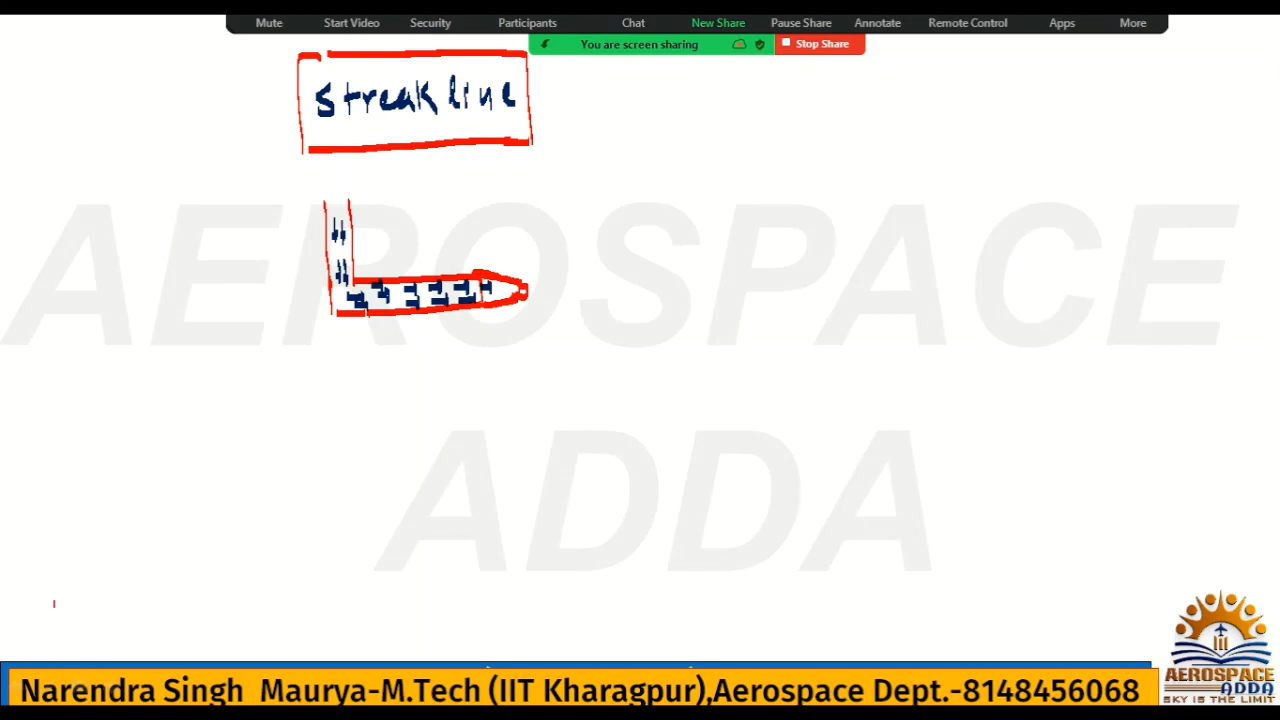 Mute Start Video Security Participants Chat New Share Pause Share Annotate Remote Control Apps More
You are screen sharing Stop Share
streakline
AEROSPACE
ADDA
AEROSPACE
ADDA
SKY IS THE LIMIT
Narendra Singh Maurya-M.Tech (IIT Kharagpur),Aerospace Dept.-8148456068